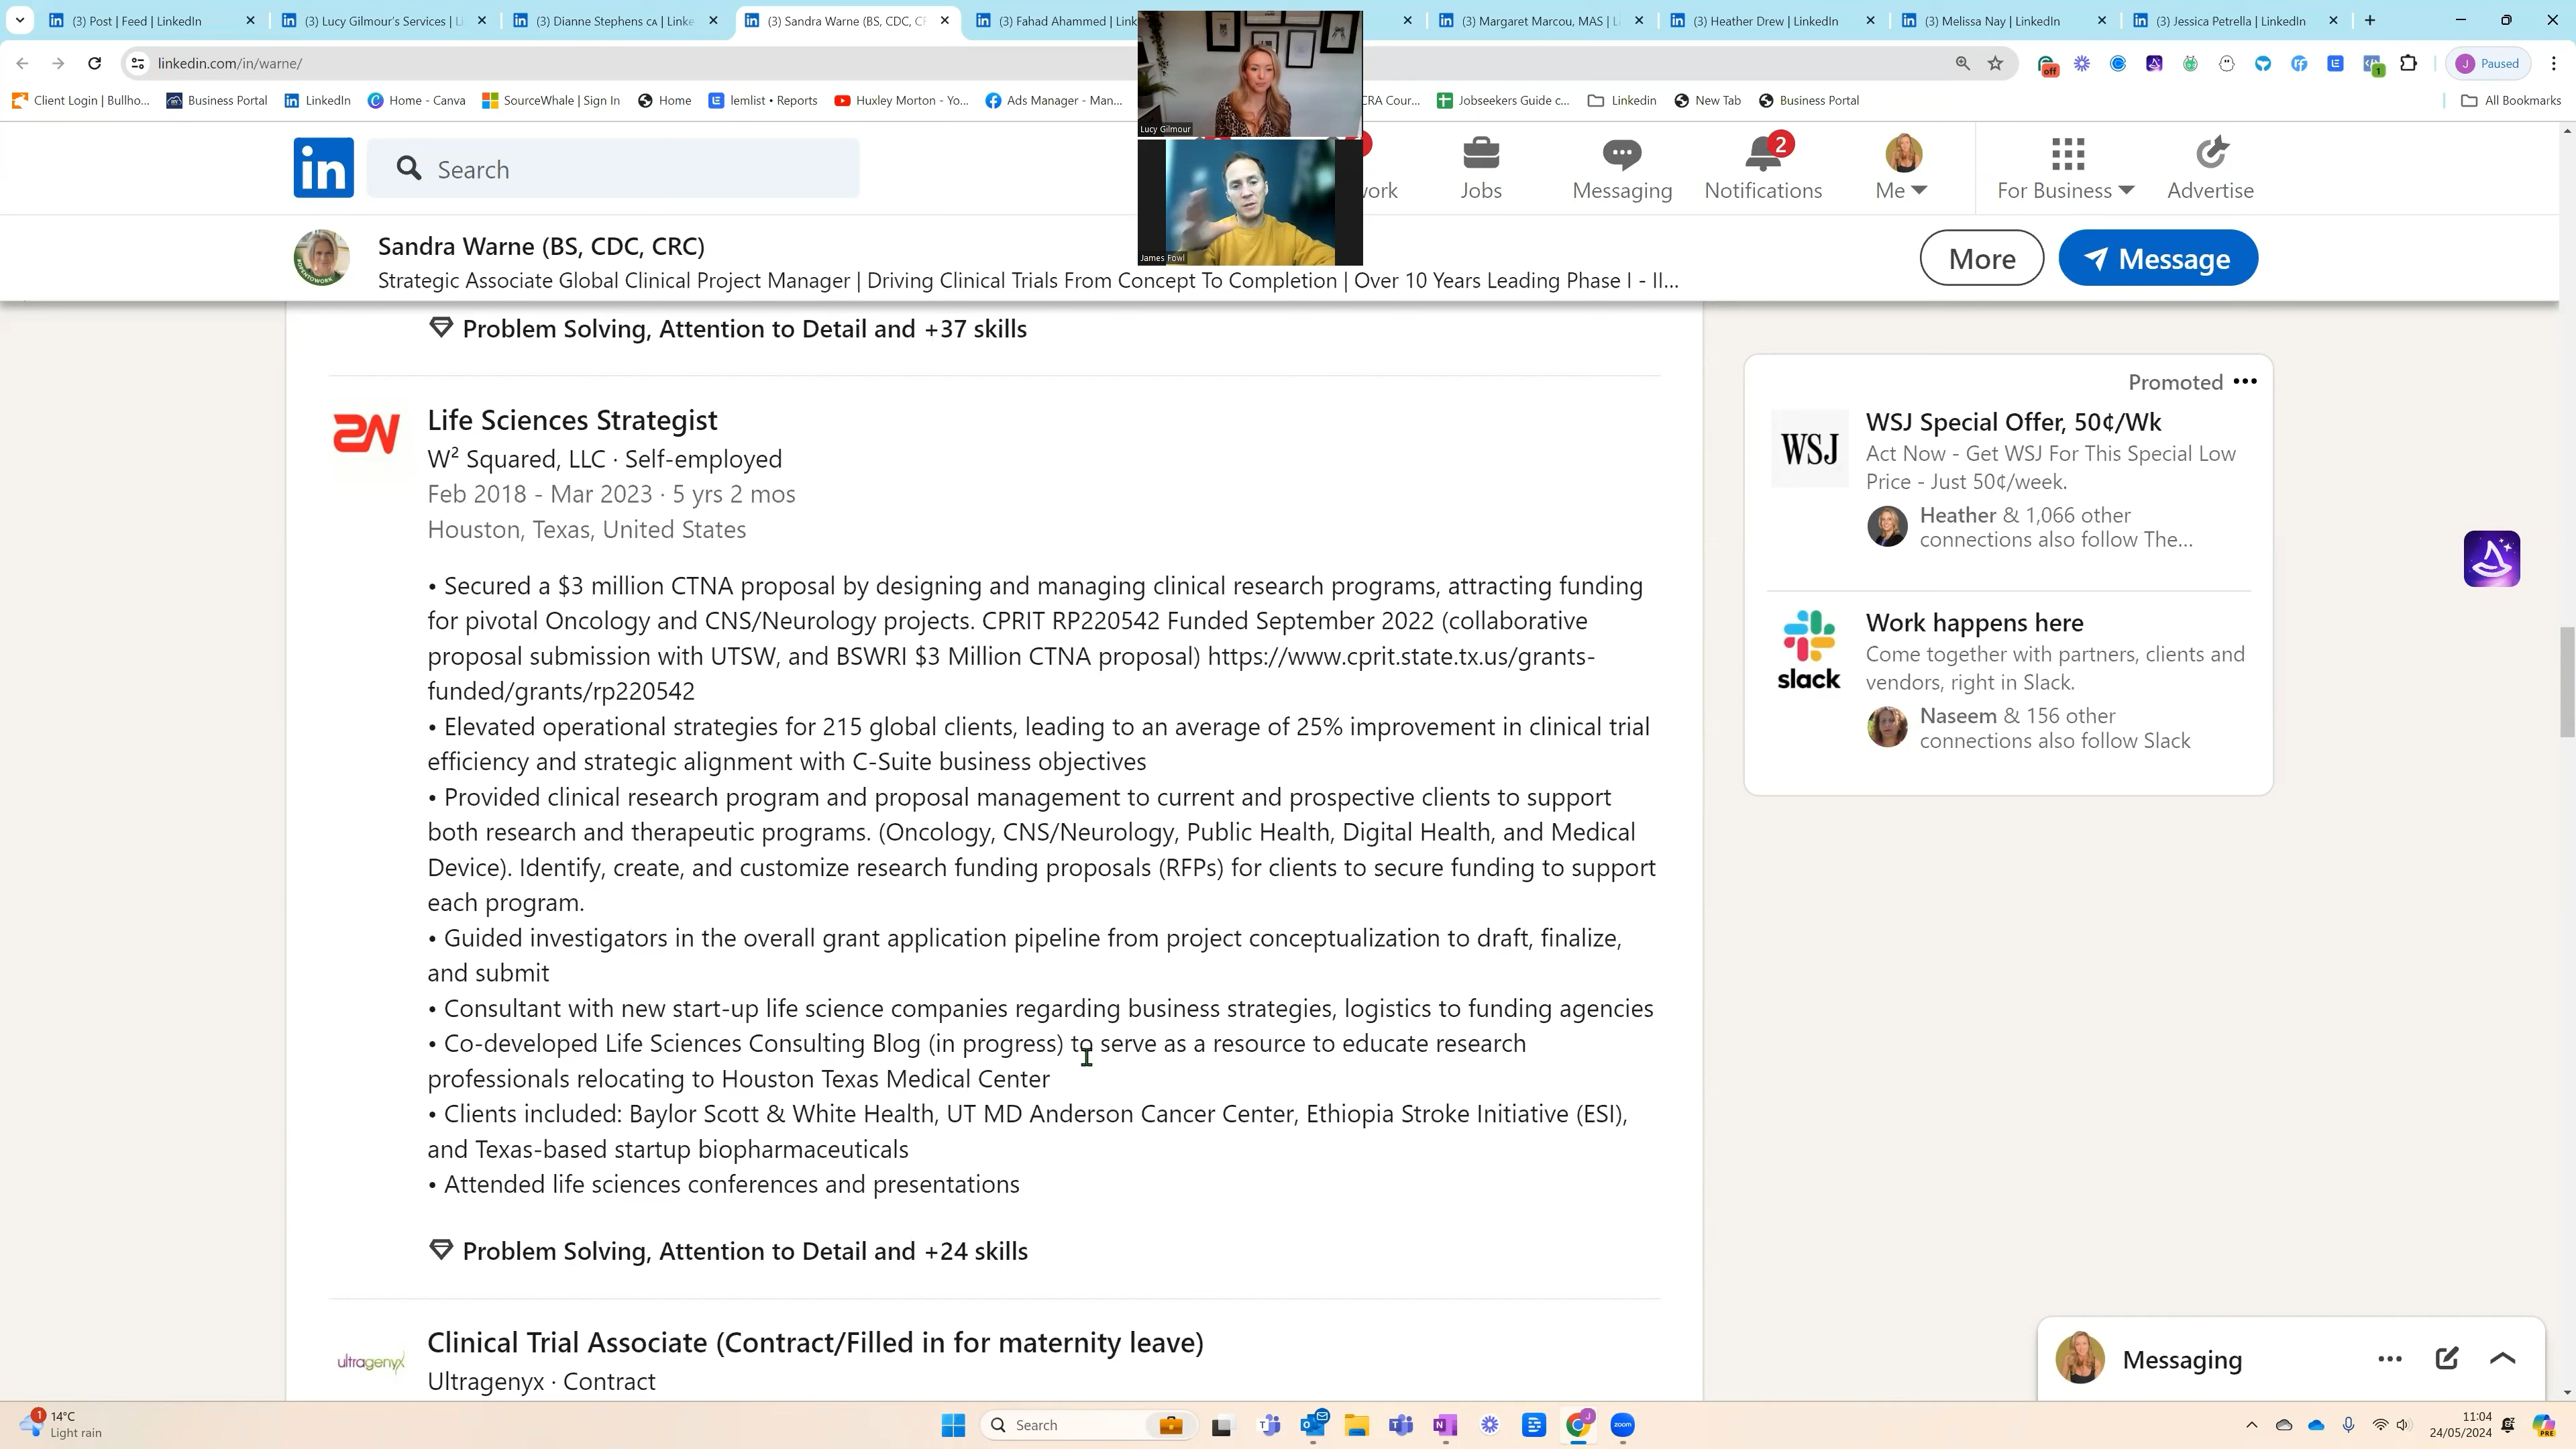 (3) Post | Feed | LinkedIn
(3) Lucy Gilmour's Services | Li
(3) Dianne Stephens CA | Linke
(3) Sandra Warne (BS, CDC, CR
(3) Fahad Ahammed | Link
(3) Margaret Marcou, MAS | Li
(3) Heather Drew | LinkedIn
(3) Melissa Nay | LinkedIn
(3) Jessica Petrella | LinkedIn
linkedin.com/in/warne/
off
1
J Paused
Client Login | Bullho...
Business Portal
LinkedIn
Home - Canva
SourceWhale | Sign In
Home
lemlist • Reports
Huxley Morton - Yo...
Ads Manager - Man...
CRA Cour...
Jobseekers Guide c...
Linkedin
New Tab
Business Portal
All Bookmarks
Lucy Gilmour
James Fowl
in
Search
work
Jobs
Messaging
2
Notifications
Me
For Business
Advertise
Sandra Warne (BS, CDC, CRC)
Strategic Associate Global Clinical Project Manager | Driving Clinical Trials From Concept To Completion | Over 10 Years Leading Phase I - II...
#OPENTOWORK
More
Message
Problem Solving, Attention to Detail and +37 skills
Life Sciences Strategist
W² Squared, LLC · Self-employed
Feb 2018 - Mar 2023 · 5 yrs 2 mos
Houston, Texas, United States
• Secured a $3 million CTNA proposal by designing and managing clinical research programs, attracting funding
for pivotal Oncology and CNS/Neurology projects. CPRIT RP220542 Funded September 2022 (collaborative
proposal submission with UTSW, and BSWRI $3 Million CTNA proposal) https://www.cprit.state.tx.us/grants-
funded/grants/rp220542
• Elevated operational strategies for 215 global clients, leading to an average of 25% improvement in clinical trial
efficiency and strategic alignment with C-Suite business objectives
• Provided clinical research program and proposal management to current and prospective clients to support
both research and therapeutic programs. (Oncology, CNS/Neurology, Public Health, Digital Health, and Medical
Device). Identify, create, and customize research funding proposals (RFPs) for clients to secure funding to support
each program.
• Guided investigators in the overall grant application pipeline from project conceptualization to draft, finalize,
and submit
• Consultant with new start-up life science companies regarding business strategies, logistics to funding agencies
• Co-developed Life Sciences Consulting Blog (in progress) to serve as a resource to educate research
professionals relocating to Houston Texas Medical Center
• Clients included: Baylor Scott & White Health, UT MD Anderson Cancer Center, Ethiopia Stroke Initiative (ESI),
and Texas-based startup biopharmaceuticals
• Attended life sciences conferences and presentations
Problem Solving, Attention to Detail and +24 skills
ultragenyx
Clinical Trial Associate (Contract/Filled in for maternity leave)
Ultragenyx · Contract
Promoted
WSJ
WSJ Special Offer, 50¢/Wk
Act Now - Get WSJ For This Special Low
Price - Just 50¢/week.
Heather & 1,066 other
connections also follow The...
slack
Work happens here
Come together with partners, clients and
vendors, right in Slack.
Naseem & 156 other
connections also follow Slack
Messaging
1
14°C
Light rain
Search
zoom
11:04
24/05/2024
PRE